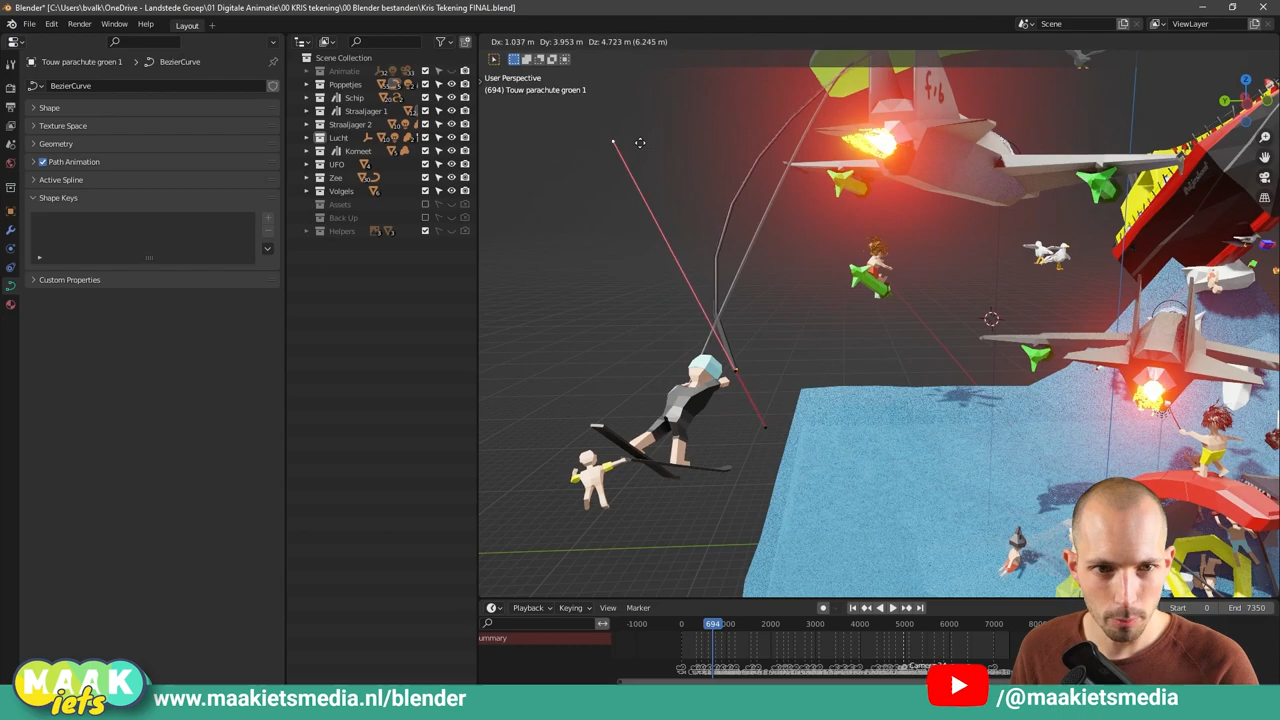 Blender* [C:\Users\bvalk\OneDrive - Landstede Groep\01 Digitale Animatie\00 KRIS tekening\00 Blender bestanden\Kris Tekening FINAL.blend]
File Edit Render Window Help Layout
Scene ViewLayer
Touw parachute groen 1 > BezierCurve
BezierCurve
Shape
Texture Space
Geometry
Path Animation
Active Spline
Shape Keys
Custom Properties
Scene Collection
Animatie
Poppetjes
Schip
Straaljager 1
Straaljager 2
Lucht
Komeet
UFO
Zee
Volgels
Assets
Back Up
Helpers
Dx: 1.037 m Dy: 3.953 m Dz: 4.723 m (6.245 m)
User Perspective
(694) Touw parachute groen 1
f-16
Playback Keying View Marker
Start 0 End 7350
-1000 0 694 2000 3000 4000 5000 6000 7000
ummary
MAAK
iets
www.maakietsmedia.nl/blender
/@maakietsmedia